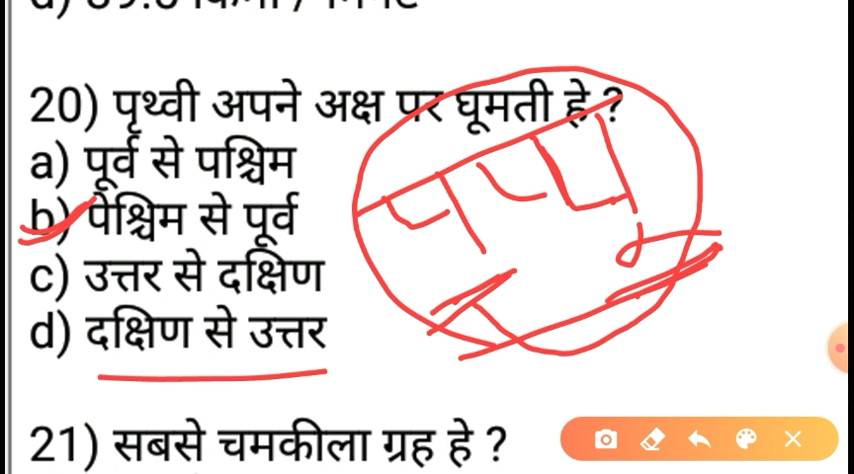 20) पृथ्वी अपने अक्ष पर घूमती हे ?
a) पूर्व से पश्चिम
b) पश्चिम से पूर्व
c) उत्तर से दक्षिण
d) दक्षिण से उत्तर
21) सबसे चमकीला ग्रह हे ?